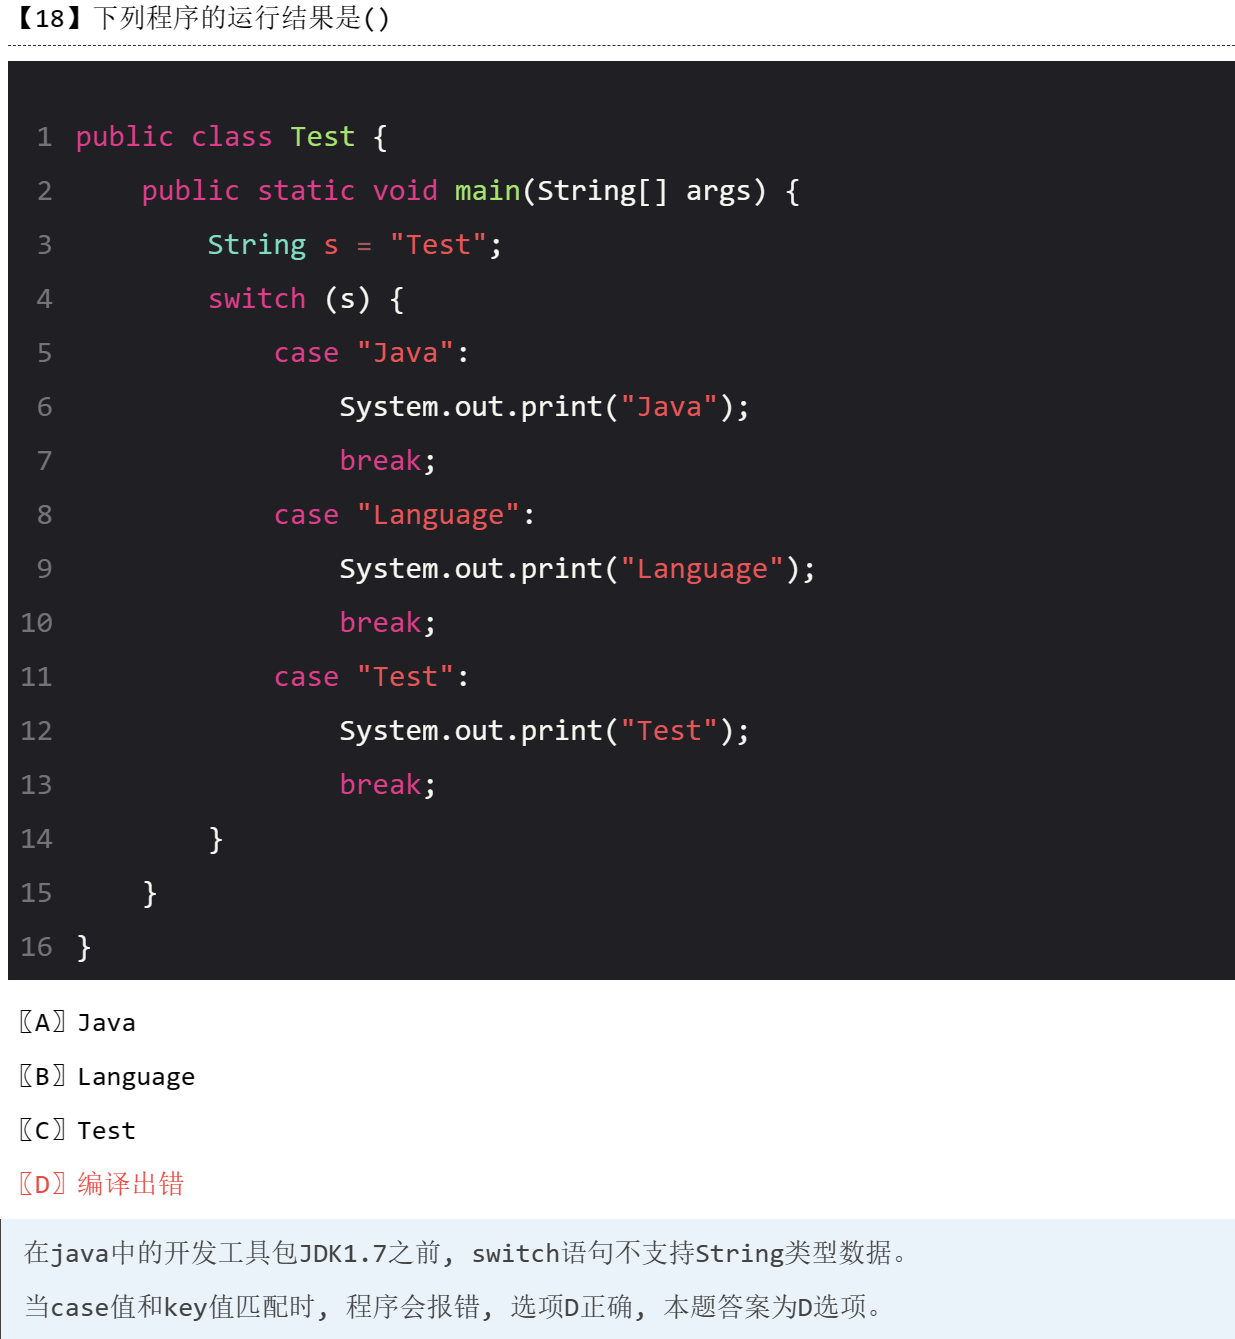 【18】下列程序的运行结果是()
1 public class Test {
2     public static void main(String[] args) {
3         String s = "Test";
4         switch (s) {
5             case "Java":
6                 System.out.print("Java");
7                 break;
8             case "Language":
9                 System.out.print("Language");
10                 break;
11             case "Test":
12                 System.out.print("Test");
13                 break;
14         }
15     }
16 }
〖A〗Java
〖B〗Language
〖C〗Test
〖D〗编译出错
在java中的开发工具包JDK1.7之前, switch语句不支持String类型数据。
当case值和key值匹配时, 程序会报错, 选项D正确, 本题答案为D选项。